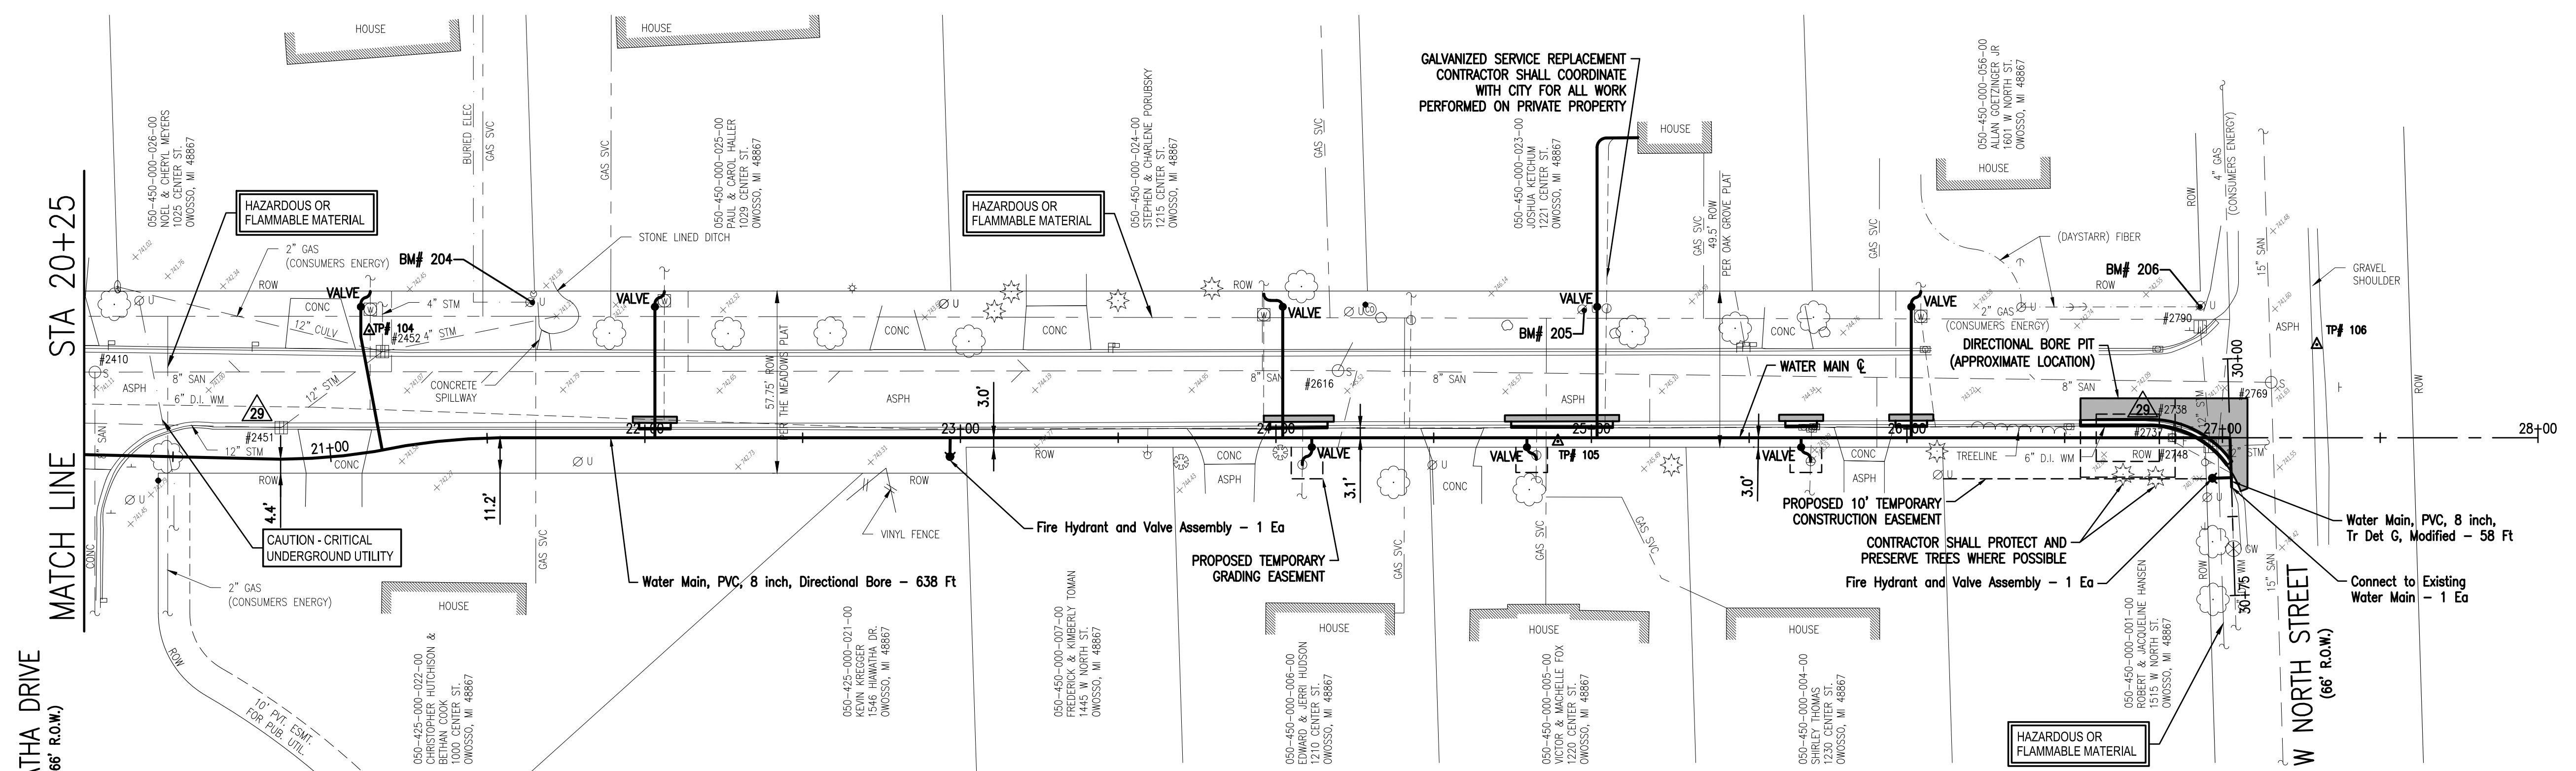 MATCH LINE STA 20+25
ATHA DRIVE
66' R.O.W.)
HOUSE
HOUSE
050-450-000-026-00
NOEL & CHERYL MEYERS
1025 CENTER ST.
OWOSSO, MI 48867
HAZARDOUS OR
FLAMMABLE MATERIAL
2" GAS
(CONSUMERS ENERGY)
BM# 204
BURIED ELEC
GAS SVC
GAS SVC
STONE LINED DITCH
050-450-000-025-00
PAUL & CAROL HALLER
1029 CENTER ST.
OWOSSO, MI 48867
HAZARDOUS OR
FLAMMABLE MATERIAL
050-450-000-024-00
STEPHEN & CHARLENE PORUBSKY
1215 CENTER ST.
OWOSSO, MI 48867
GAS SVC
GALVANIZED SERVICE REPLACEMENT
CONTRACTOR SHALL COORDINATE
WITH CITY FOR ALL WORK
PERFORMED ON PRIVATE PROPERTY
050-450-000-023-00
JOSHUA KETCHUM
1221 CENTER ST.
OWOSSO, MI 48867
HOUSE
GAS SVC
49.5' ROW
PER OAK GROVE PLAT
GAS SVC
050-450-000-056-00
ALLAN GOETZINGER JR
1601 W NORTH ST.
OWOSSO, MI 48867
HOUSE
(DAYSTARR) FIBER
BM# 206
ROW
4" GAS
(CONSUMERS ENERGY)
15" SAN
GRAVEL
SHOULDER
ROW
CONC
VALVE
W
4" STM
TP# 104
#2452
4" STM
12" CULV
U
VALVE
W
CONC
CONC
ROW
W
VALVE
U
VALVE
BM# 205
CONC
VALVE
W
2" GAS
(CONSUMERS ENERGY)
#2790
ASPH
TP# 106
DIRECTIONAL BORE PIT
(APPROXIMATE LOCATION)
#2410
S
ASPH
8" SAN
6" D.I. WM
29
12" STM
CONCRETE
SPILLWAY
57.75' ROW
PER THE MEADOWS PLAT
ASPH
3.0'
8" SAN
#2616
S
8" SAN
ASPH
WATER MAIN ℄
8" SAN
29
#2738
#2737
#2748
#2769
12" STM
30+00
#2451
12" STM
21+00
22+00
23+00
24+00
25+00
26+00
27+00
28+00
CONC
ROW
4.4'
11.2'
U
ROW
ROW
CONC
ASPH
VALVE
3.1'
U
CONC
VALVE
TP# 105
VALVE
3.0'
CONC
ASPH
TREELINE
6" D.I. WM
ROW
CAUTION - CRITICAL
UNDERGROUND UTILITY
2" GAS
(CONSUMERS ENERGY)
CONC
ROW
10' PVT. ESMT.
FOR PUB. UTIL.
HOUSE
GAS SVC
Water Main, PVC, 8 inch, Directional Bore - 638 Ft
VINYL FENCE
Fire Hydrant and Valve Assembly - 1 Ea
PROPOSED TEMPORARY
GRADING EASEMENT
GAS SVC
GAS SVC
GAS SVC
PROPOSED 10' TEMPORARY
CONSTRUCTION EASEMENT
CONTRACTOR SHALL PROTECT AND
PRESERVE TREES WHERE POSSIBLE
Fire Hydrant and Valve Assembly - 1 Ea
Water Main, PVC, 8 inch,
Tr Det G, Modified - 58 Ft
Connect to Existing
Water Main - 1 Ea
GW
15" SAN
30+75
ROW
050-425-000-022-00
CHRISTOPHER HUTCHISON &
BETHAN COOK
1000 CENTER ST.
OWOSSO, MI 48867
050-425-000-021-00
KEVIN KREGGER
1546 HIAWATHA DR.
OWOSSO, MI 48867
050-450-000-007-00
FREDERICK & KIMBERLY TOMAN
1445 W NORTH ST.
OWOSSO, MI 48867
HOUSE
050-450-000-006-00
EDWARD & JERRI HUDSON
1210 CENTER ST.
OWOSSO, MI 48867
HOUSE
050-450-000-005-00
VICTOR & MACHELLE FOX
1220 CENTER ST.
OWOSSO, MI 48867
HOUSE
050-450-000-004-00
SHIRLEY THOMAS
1230 CENTER ST.
OWOSSO, MI 48867
050-450-000-001-00
ROBERT & JACQUELINE HANSEN
1515 W NORTH ST.
OWOSSO, MI 48867
HAZARDOUS OR
FLAMMABLE MATERIAL
W NORTH STREET
(66' R.O.W.)